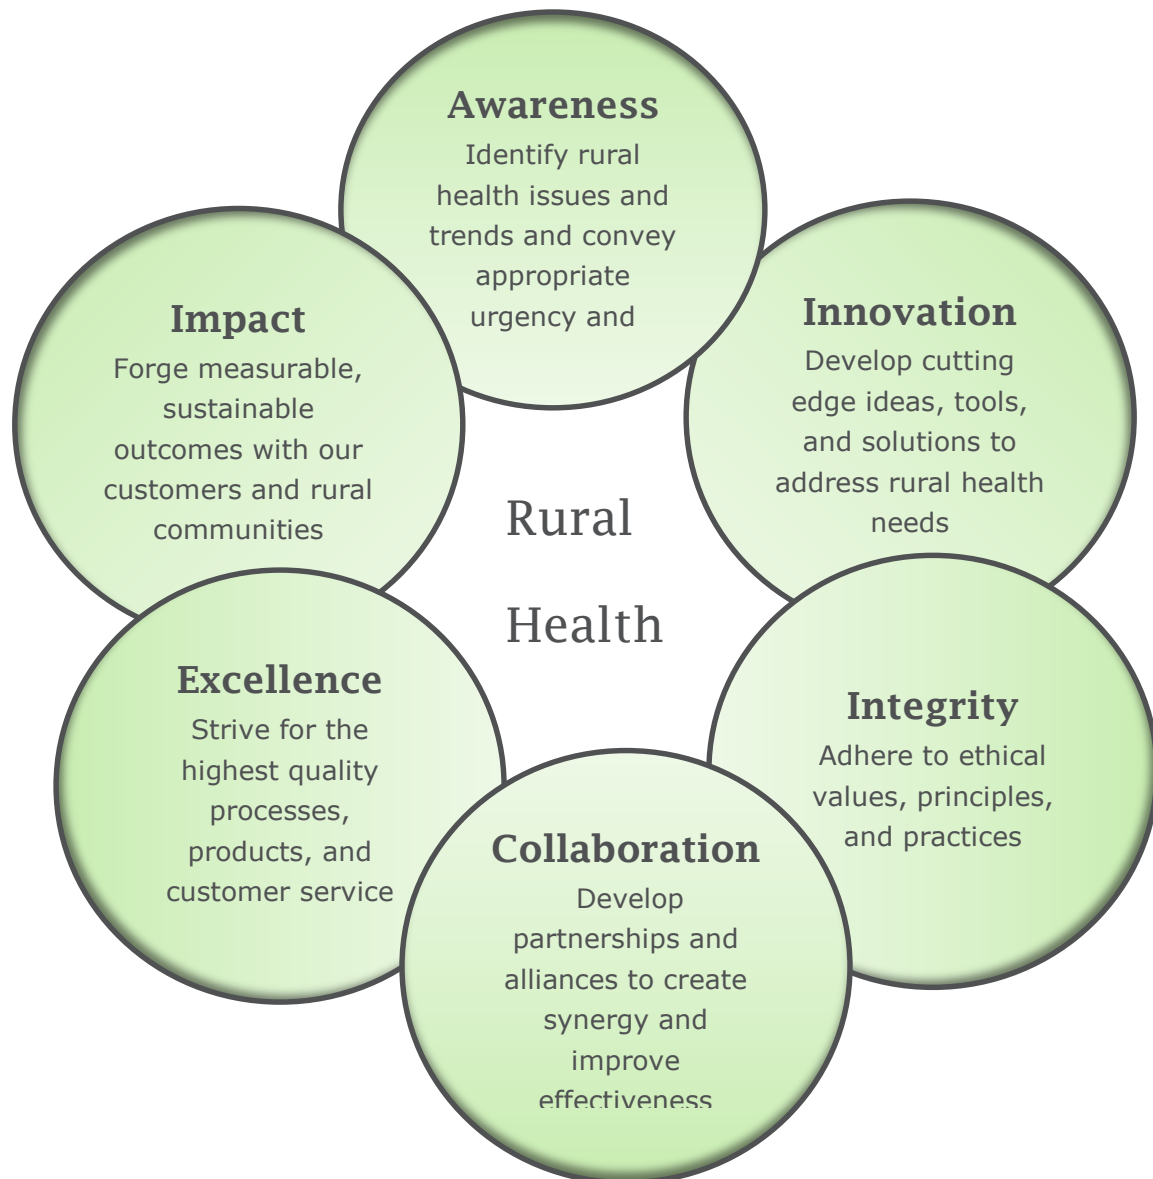 Awareness
Identify rural
health issues and
trends and convey
appropriate
urgency and
Innovation
Develop cutting
edge ideas, tools,
and solutions to
address rural health
needs
Integrity
Adhere to ethical
values, principles,
and practices
Collaboration
Develop
partnerships and
alliances to create
synergy and
improve
effectiveness
Excellence
Strive for the
highest quality
processes,
products, and
customer service
Impact
Forge measurable,
sustainable
outcomes with our
customers and rural
communities
Rural
Health